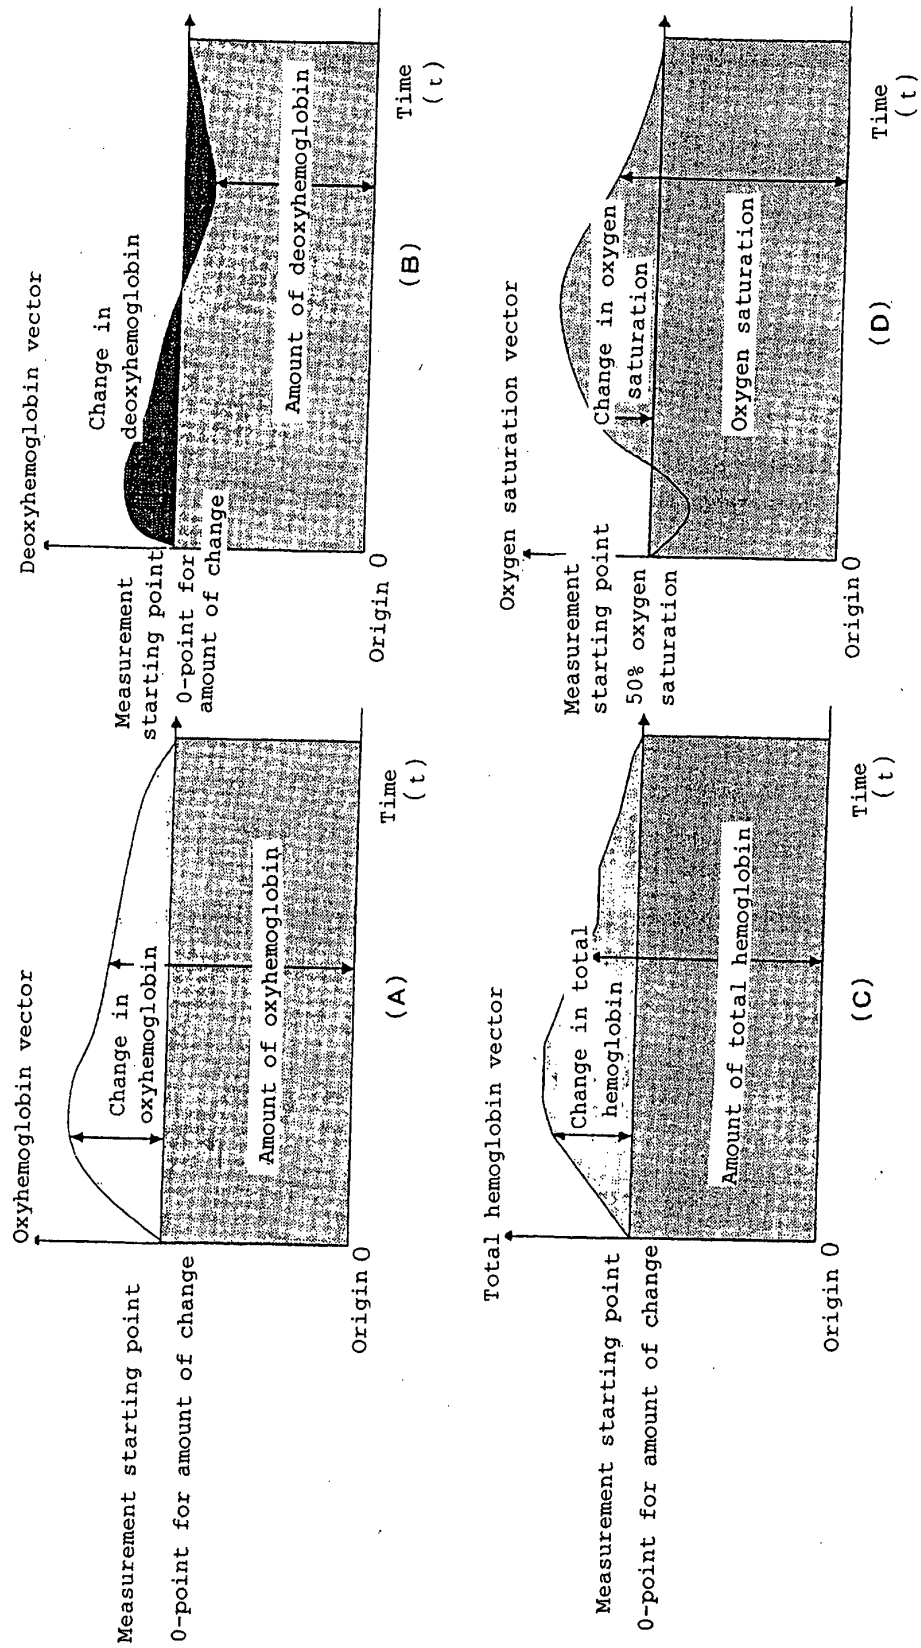 Oxyhemoglobin vector
Measurement starting point
0-point for amount of change
Origin 0
Change in
oxyhemoglobin
Amount of oxyhemoglobin
Time
(t)
(A)
Deoxyhemoglobin vector
Measurement
starting point
0-point for
amount of change
Origin 0
Change in
deoxyhemoglobin
Amount of deoxyhemoglobin
Time
(t)
(B)
Total hemoglobin vector
Measurement starting point
0-point for amount of change
Origin 0
Change in total
hemoglobin
Amount of total hemoglobin
Time
(t)
(C)
Oxygen saturation vector
Measurement
starting point
50% oxygen
saturation
Origin 0
Change in oxygen
saturation
Oxygen saturation
Time
(t)
(D)